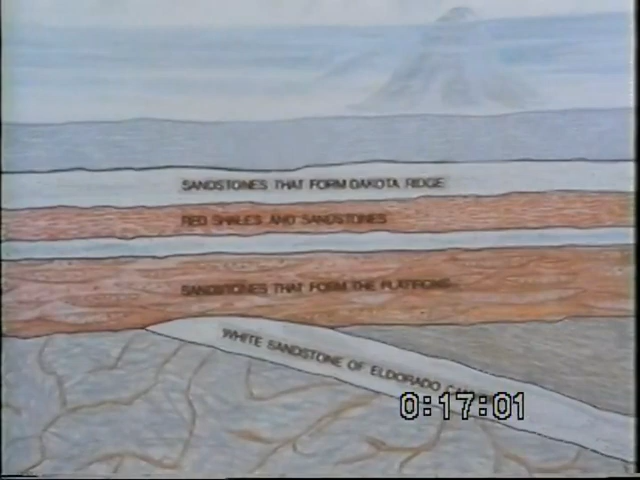 SANDSTONES THAT FORM DAKOTA RIDGE
RED SHALES AND SANDSTONES
SANDSTONES THAT FORM THE FLATIRONS
WHITE SANDSTONE OF ELDORADO
0:17:01